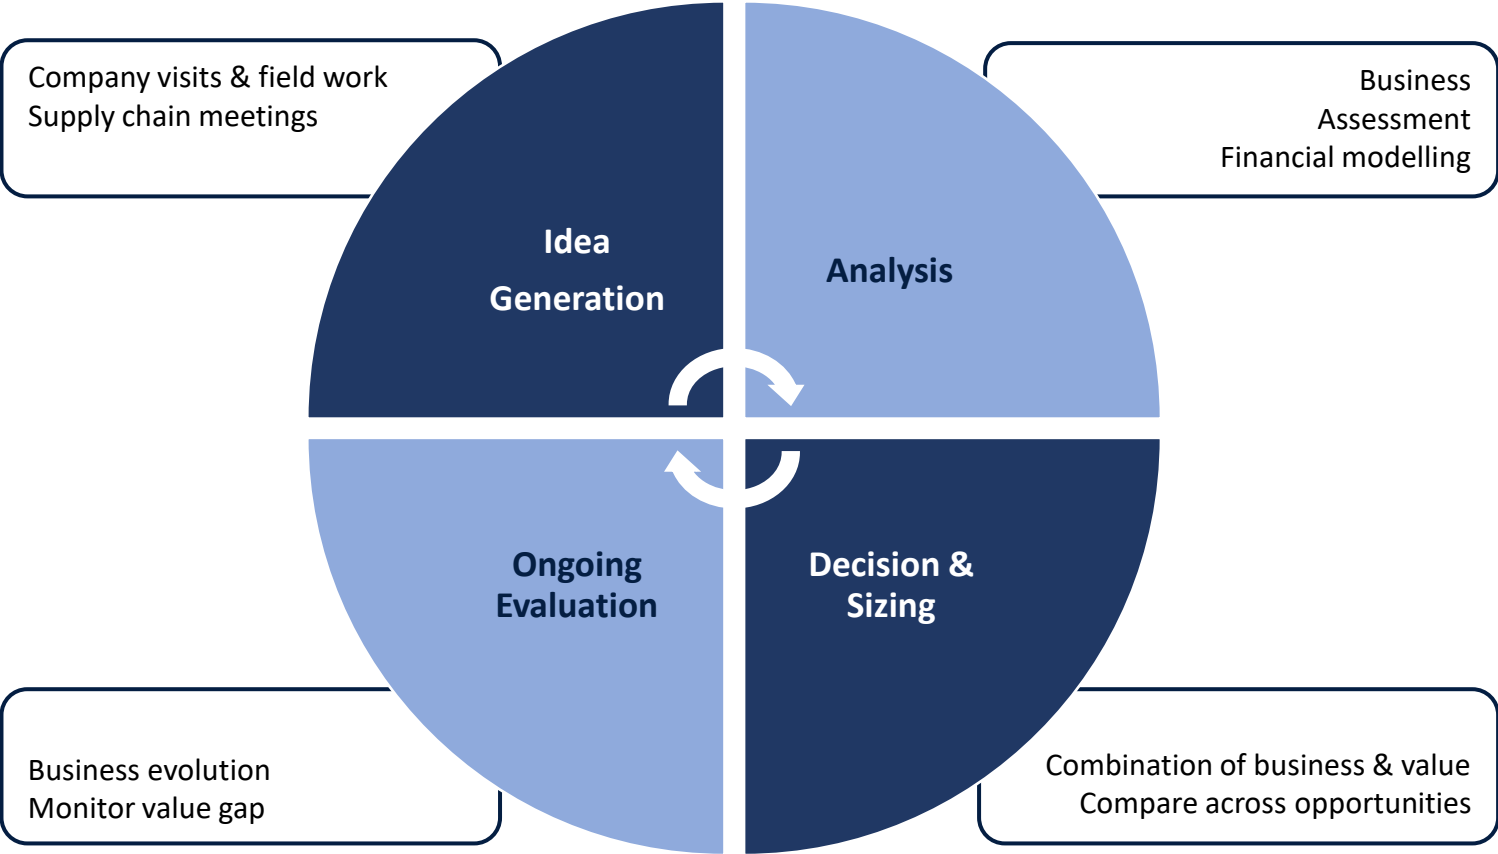 Company visits & field work
Supply chain meetings
Business
Assessment
Financial modelling
Idea
Generation
Analysis
Ongoing
Evaluation
Decision &
Sizing
Business evolution
Monitor value gap
Combination of business & value
Compare across opportunities